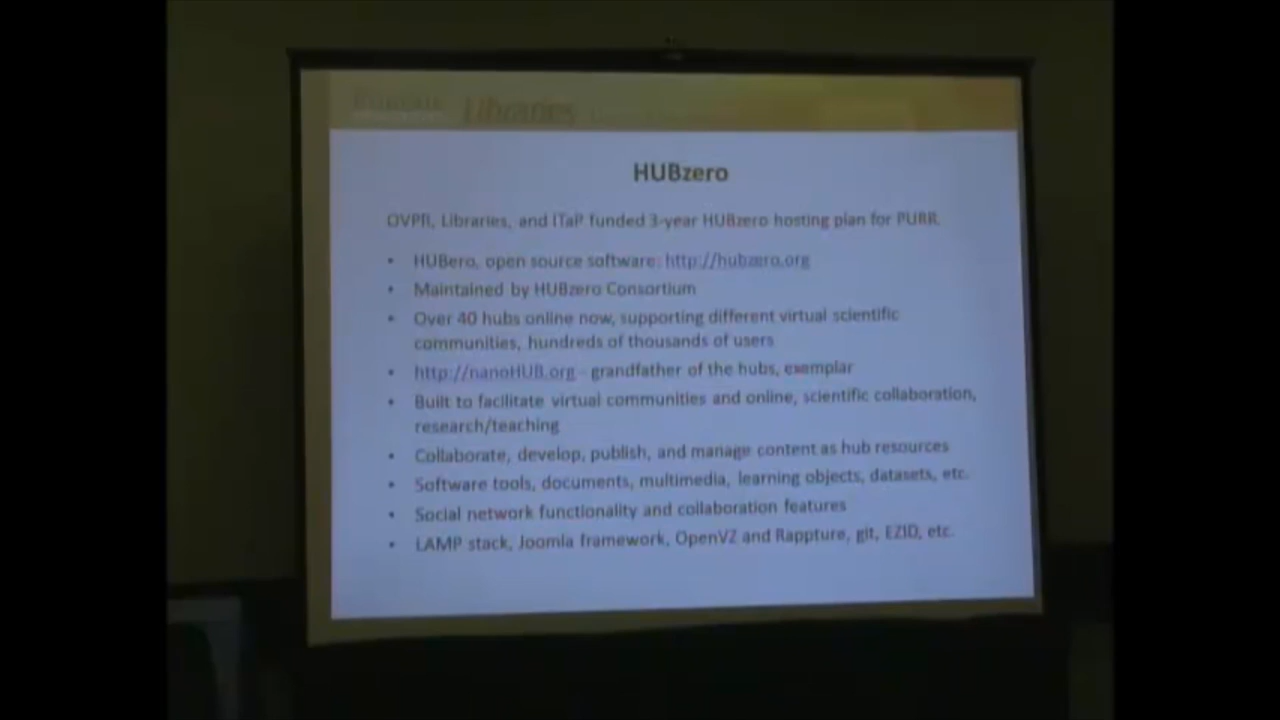 Libraries
HUBzero
OVPR, Libraries, and ITaP funded 3-year HUBzero hosting plan for PURR
• HUBero, open source software: http://hubzero.org
• Maintained by HUBzero Consortium
• Over 40 hubs online now, supporting different virtual scientific
communities, hundreds of thousands of users
• http://nanoHUB.org - grandfather of the hubs, exemplar
• Built to facilitate virtual communities and online, scientific collaboration,
research/teaching
• Collaborate, develop, publish, and manage content as hub resources
• Software tools, documents, multimedia, learning objects, datasets, etc.
• Social network functionality and collaboration features
• LAMP stack, Joomla framework, OpenVZ and Rappture, git, EZID, etc.